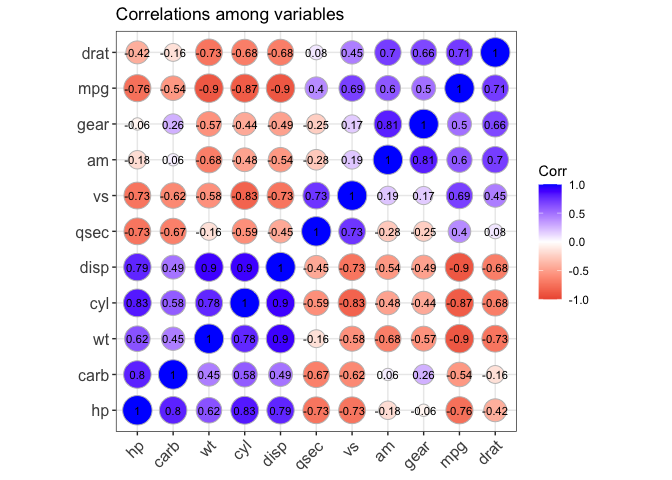 Correlations among variables
drat -0.42 -0.16 -0.73 -0.68 -0.68 0.08 0.45 0.7 0.66 0.71 1
mpg -0.76 -0.54 -0.9 -0.87 -0.9 0.4 0.69 0.6 0.5 1 0.71
gear -0.06 0.26 -0.57 -0.44 -0.49 -0.25 0.17 0.81 1 0.5 0.66
am -0.18 0.06 -0.68 -0.48 -0.54 -0.28 0.19 1 0.81 0.6 0.7
vs -0.73 -0.62 -0.58 -0.83 -0.73 0.73 1 0.19 0.17 0.69 0.45
qsec -0.73 -0.67 -0.16 -0.59 -0.45 1 0.73 -0.28 -0.25 0.4 0.08
disp 0.79 0.49 0.9 0.9 1 -0.45 -0.73 -0.54 -0.49 -0.9 -0.68
cyl 0.83 0.58 0.78 1 0.9 -0.59 -0.83 -0.48 -0.44 -0.87 -0.68
wt 0.62 0.45 1 0.78 0.9 -0.16 -0.58 -0.68 -0.57 -0.9 -0.73
carb 0.8 1 0.45 0.58 0.49 -0.67 -0.62 0.06 0.26 -0.54 -0.16
hp 1 0.8 0.62 0.83 0.79 -0.73 -0.73 -0.18 -0.06 -0.76 -0.42
hp carb wt cyl disp qsec vs am gear mpg drat
Corr
1.0
0.5
0.0
-0.5
-1.0